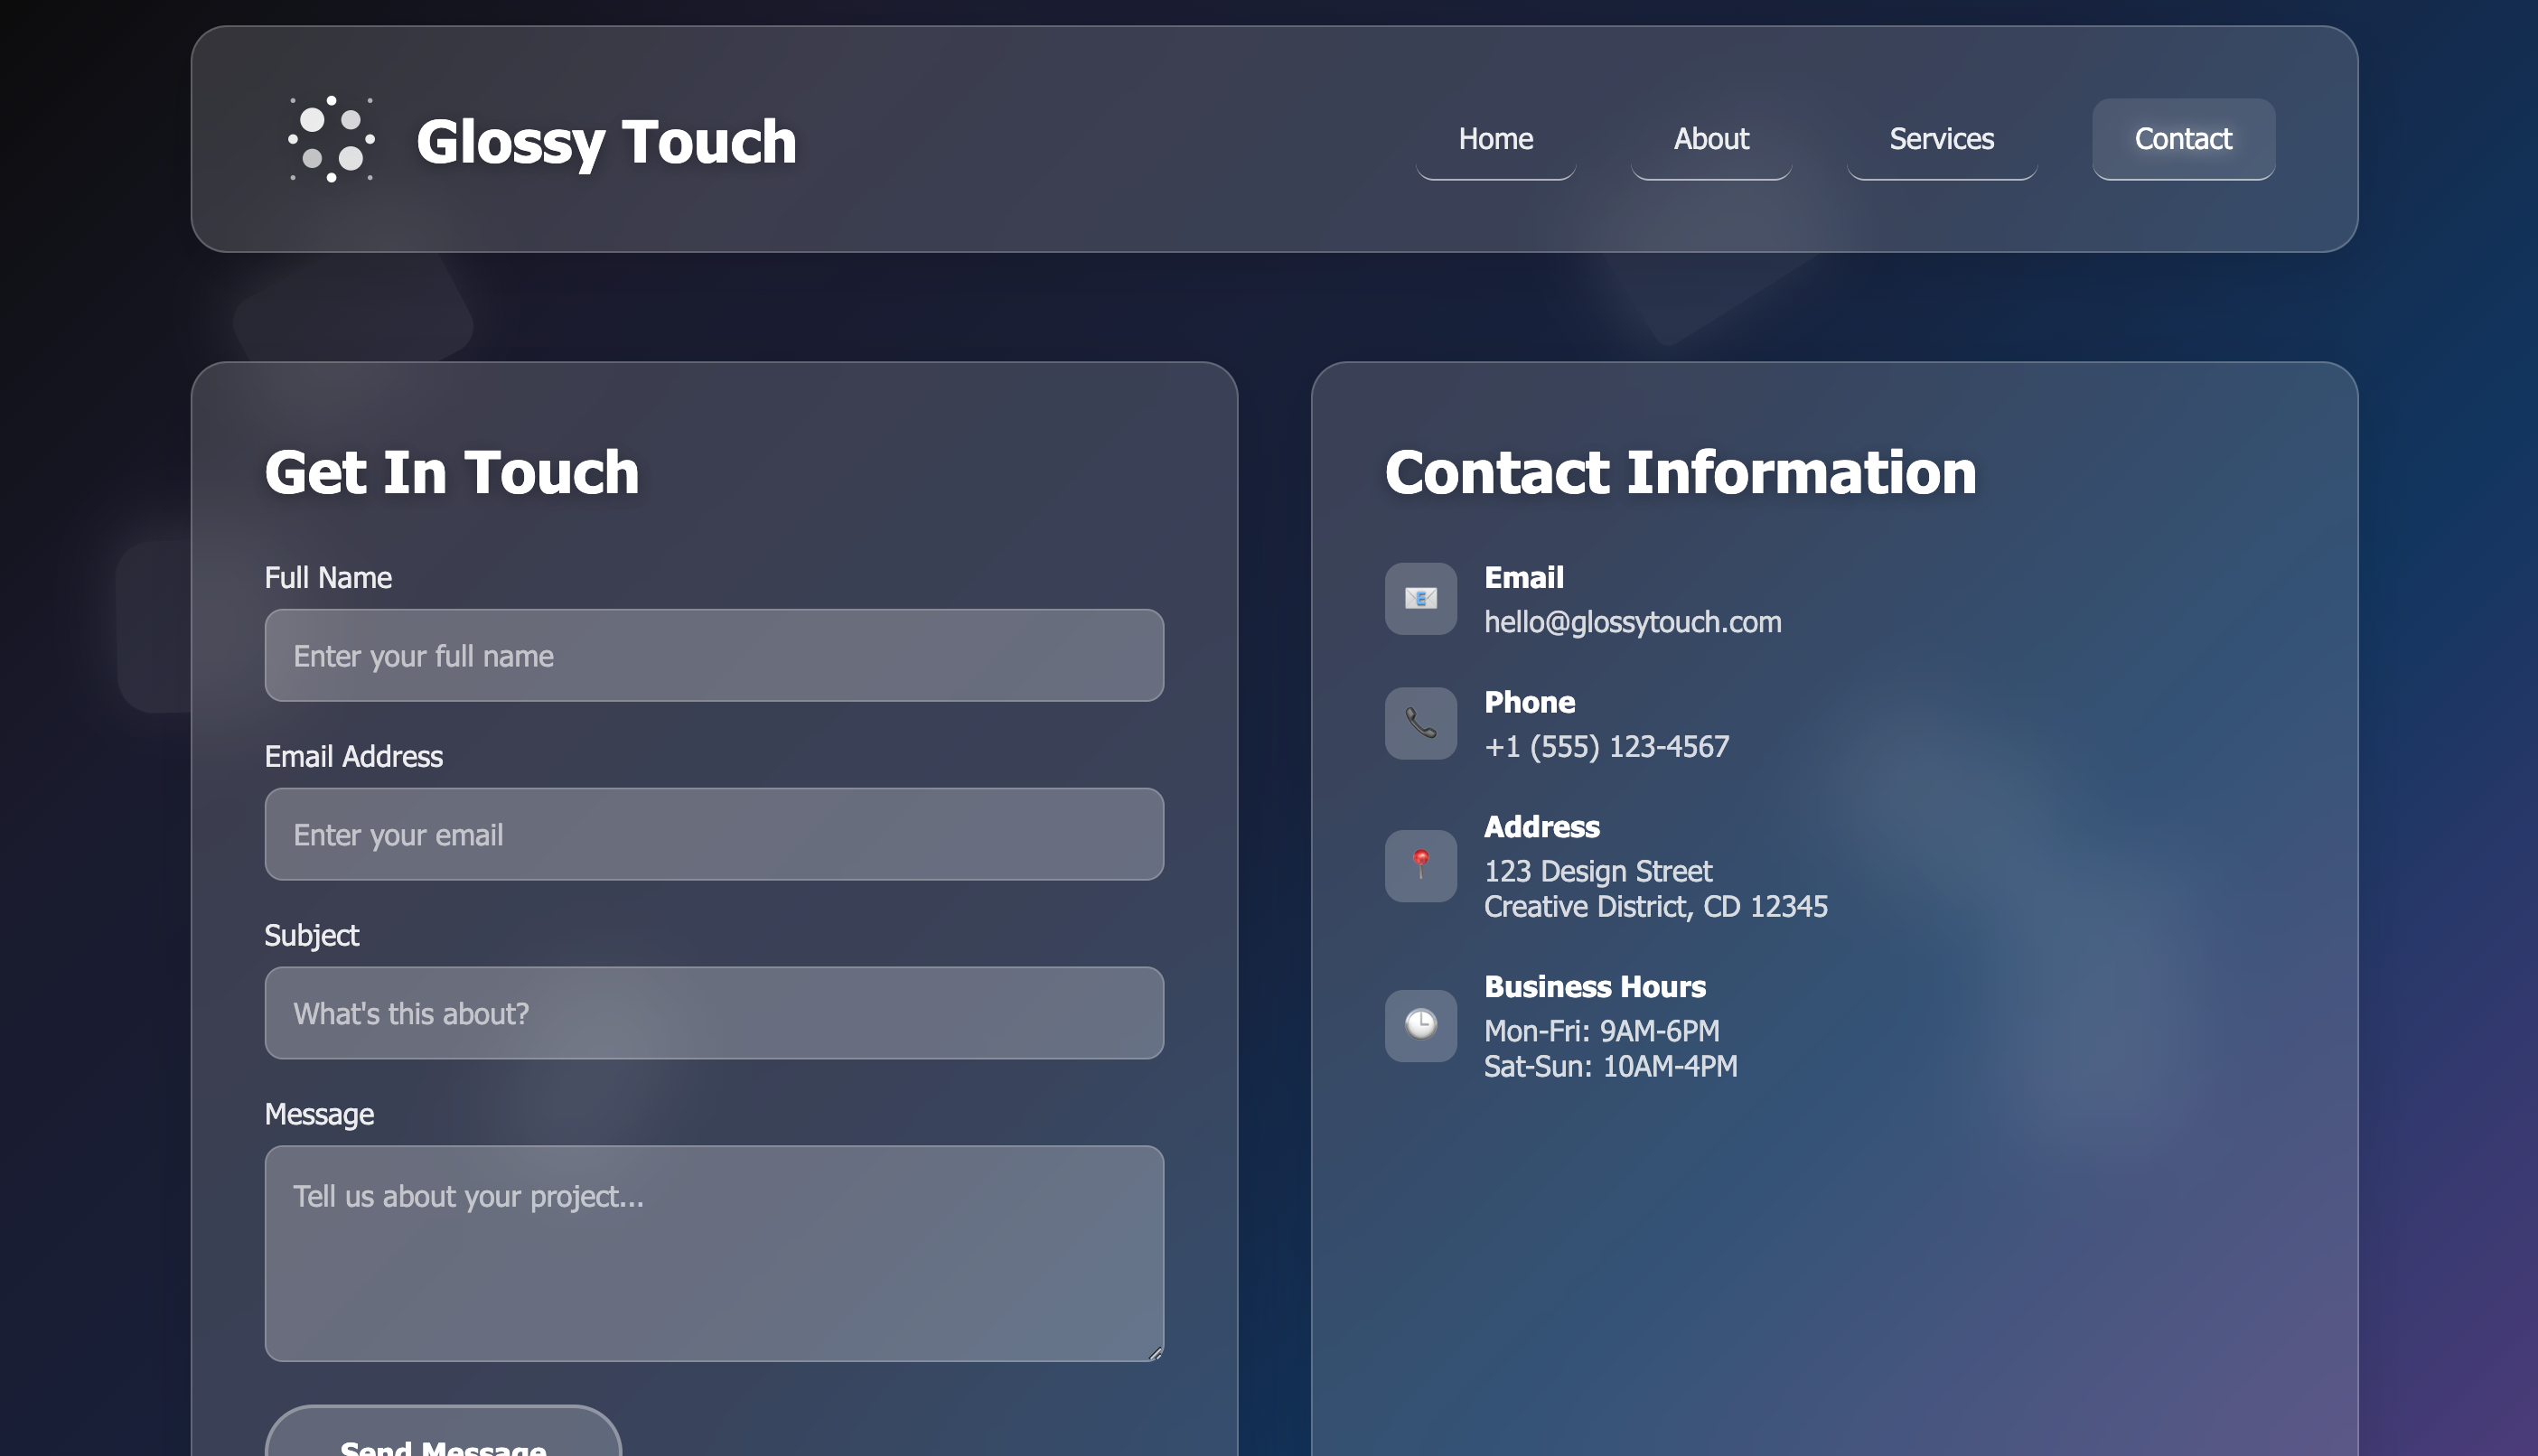 Glossy Touch
Home
About
Services
Contact
Get In Touch
Full Name
Enter your full name
Email Address
Enter your email
Subject
What's this about?
Message
Tell us about your project...
Send Message
Contact Information
Email
hello@glossytouch.com
Phone
+1 (555) 123-4567
Address
123 Design Street
Creative District, CD 12345
Business Hours
Mon-Fri: 9AM-6PM
Sat-Sun: 10AM-4PM